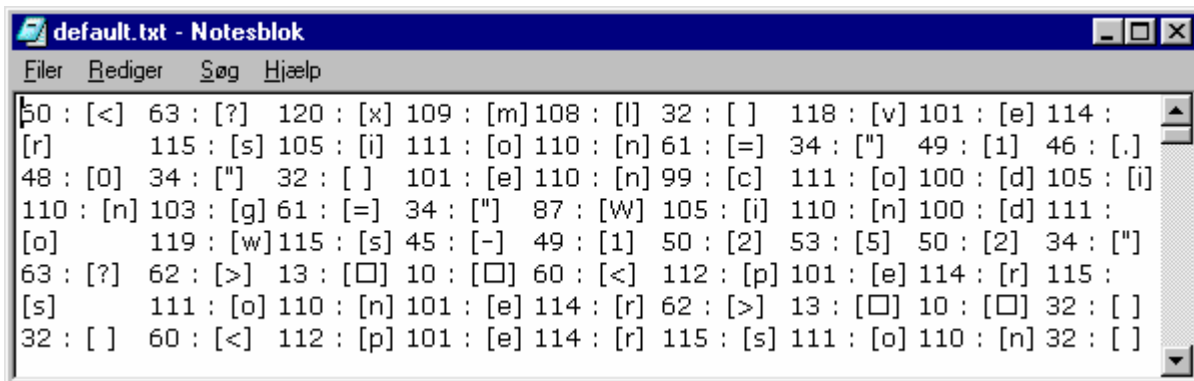 default.txt - Notesblok
Filer Rediger Søg Hjælp
60 : [<] 63 : [?] 120 : [x] 109 : [m] 108 : [l] 32 : [ ] 118 : [v] 101 : [e] 114 :
[r] 115 : [s] 105 : [i] 111 : [o] 110 : [n] 61 : [=] 34 : ["] 49 : [1] 46 : [.]
48 : [0] 34 : ["] 32 : [ ] 101 : [e] 110 : [n] 99 : [c] 111 : [o] 100 : [d] 105 : [i]
110 : [n] 103 : [g] 61 : [=] 34 : ["] 87 : [W] 105 : [i] 110 : [n] 100 : [d] 111 :
[o] 119 : [w] 115 : [s] 45 : [-] 49 : [1] 50 : [2] 53 : [5] 50 : [2] 34 : ["]
63 : [?] 62 : [>] 13 : [□] 10 : [□] 60 : [<] 112 : [p] 101 : [e] 114 : [r] 115 :
[s] 111 : [o] 110 : [n] 101 : [e] 114 : [r] 62 : [>] 13 : [□] 10 : [□] 32 : [ ]
32 : [ ] 60 : [<] 112 : [p] 101 : [e] 114 : [r] 115 : [s] 111 : [o] 110 : [n] 32 : [ ]